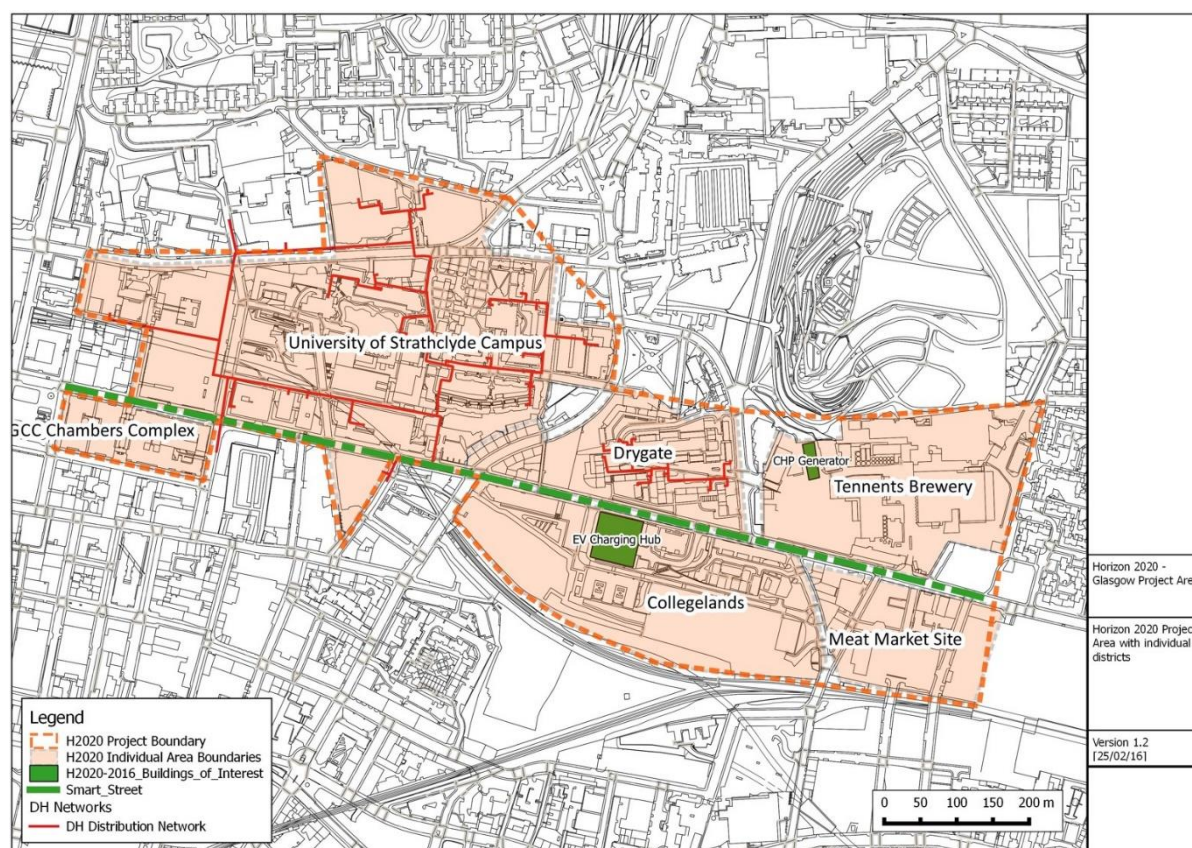 University of Strathclyde Campus
GCC Chambers Complex
Drygate
CHP Generator
Tennents Brewery
EV Charging Hub
Collegelands
Meat Market Site
Legend
H2020 Project Boundary
H2020 Individual Area Boundaries
H2020-2016_Buildings_of_Interest
Smart_Street
DH Networks
DH Distribution Network
0 50 100 150 200 m
Horizon 2020 -
Glasgow Project Are
Horizon 2020 Projec
Area with individual
districts
Version 1.2
[25/02/16]